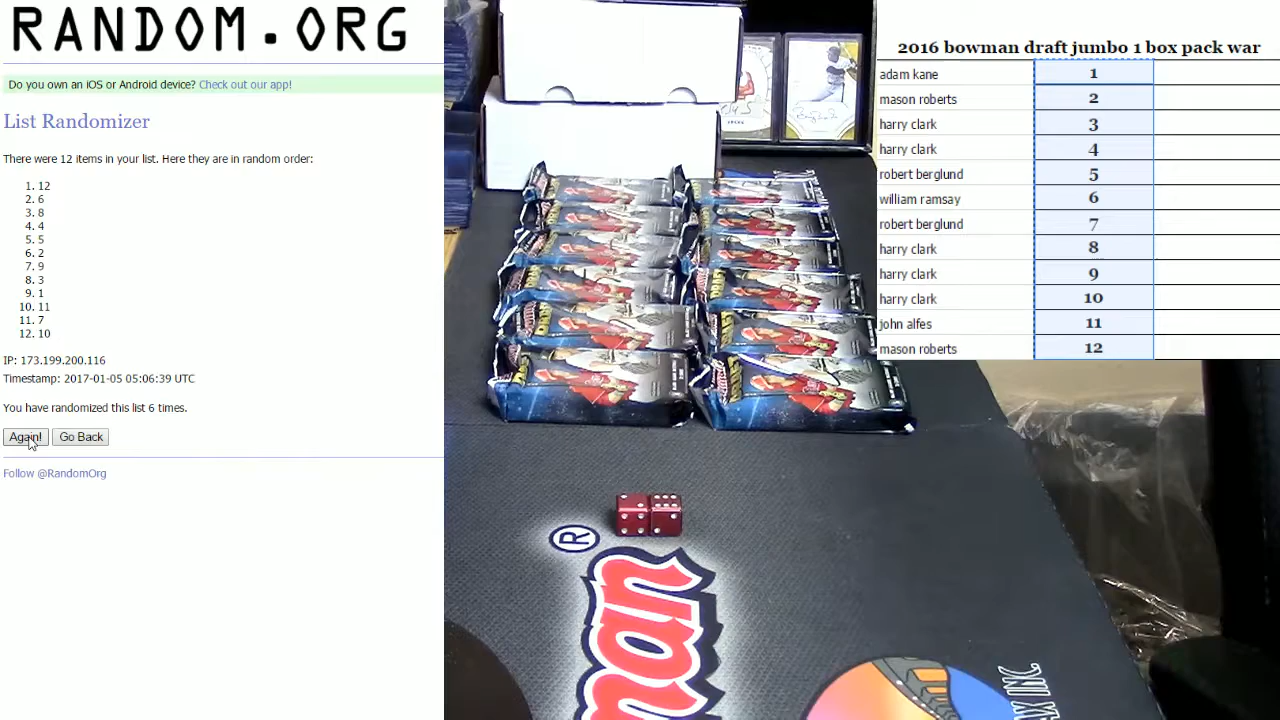 RANDOM.ORG
Do you own an iOS or Android device? Check out our app!
List Randomizer
There were 12 items in your list. Here they are in random order:
1. 12
2. 6
3. 8
4. 4
5. 5
6. 2
7. 9
8. 3
9. 1
10. 11
11. 7
12. 10
IP: 173.199.200.116
Timestamp: 2017-01-05 05:06:39 UTC
You have randomized this list 6 times.
Again! Go Back
Follow @RandomOrg
2016 bowman draft jumbo 1 box pack war
adam kane 1
mason roberts 2
harry clark 3
harry clark 4
robert berglund 5
william ramsay 6
robert berglund 7
harry clark 8
harry clark 9
harry clark 10
john alfes 11
mason roberts 12
DRAFT
®
man
AX INC